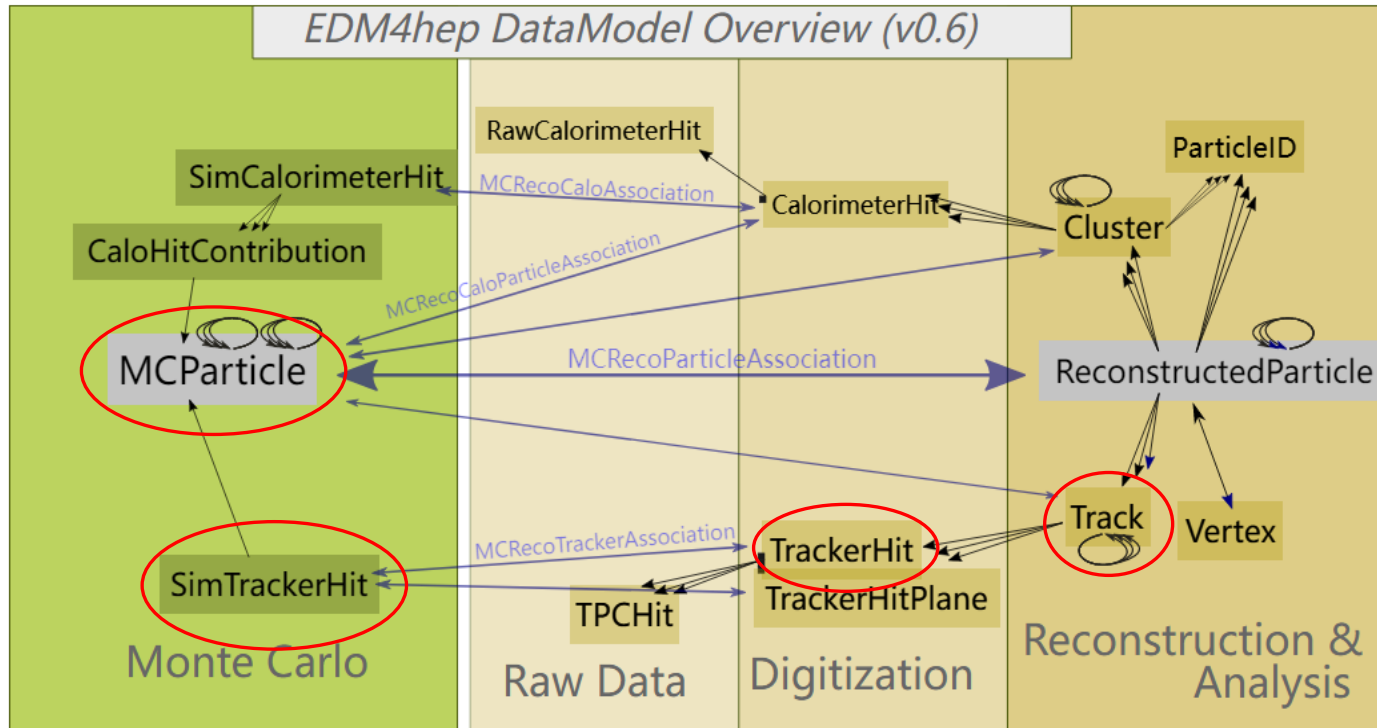 EDM4hep DataModel Overview (v0.6)
RawCalorimeterHit
ParticleID
SimCalorimeterHit
MCRecoCaloAssociation
CalorimeterHit
Cluster
CaloHitContribution
MCRecoCaloParticleAssociation
MCParticle
MCRecoParticleAssociation
ReconstructedParticle
MCRecoTrackerAssociation
TrackerHit
Track
Vertex
SimTrackerHit
TPCHit
TrackerHitPlane
Monte Carlo
Raw Data
Digitization
Reconstruction &
Analysis